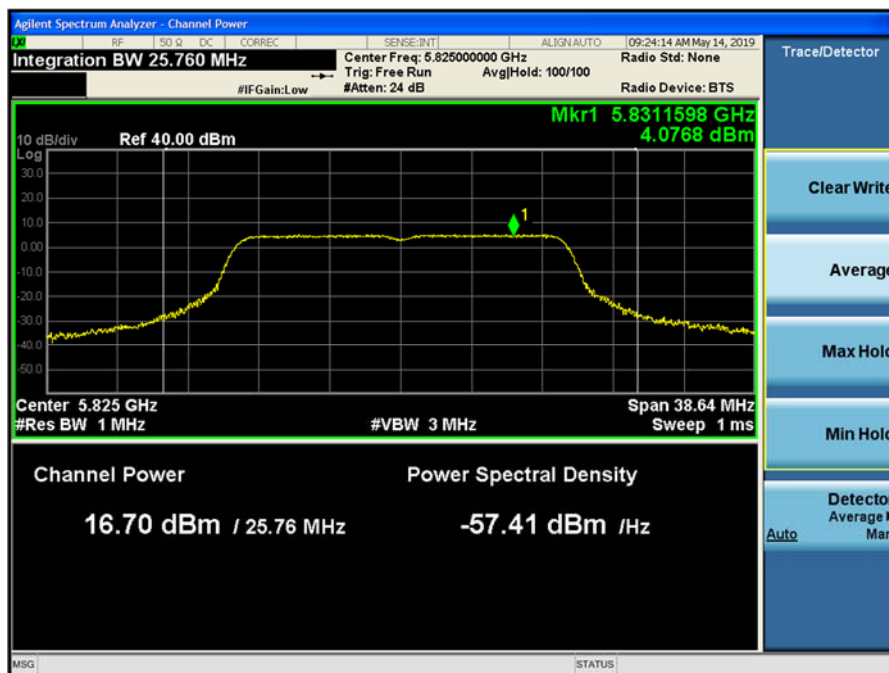 Agilent Spectrum Analyzer - Channel Power
LXI RF 50 Ω DC CORREC SENSE:INT ALIGN AUTO 09:24:14 AM May 14, 2019
Integration BW 25.760 MHz
Center Freq: 5.825000000 GHz
Radio Std: None
Trig: Free Run Avg|Hold: 100/100
#IFGain:Low #Atten: 24 dB
Radio Device: BTS
Mkr1 5.8311598 GHz
4.0768 dBm
10 dB/div Ref 40.00 dBm
Log
30.0
20.0
10.0
0.00
-10.0
-20.0
-30.0
-40.0
-50.0
1
Center 5.825 GHz Span 38.64 MHz
#Res BW 1 MHz #VBW 3 MHz Sweep 1 ms
Channel Power Power Spectral Density
16.70 dBm / 25.76 MHz -57.41 dBm /Hz
MSG STATUS
Trace/Detector
Clear Write
Average
Max Hold
Min Hold
Detecto
Average
Auto Man